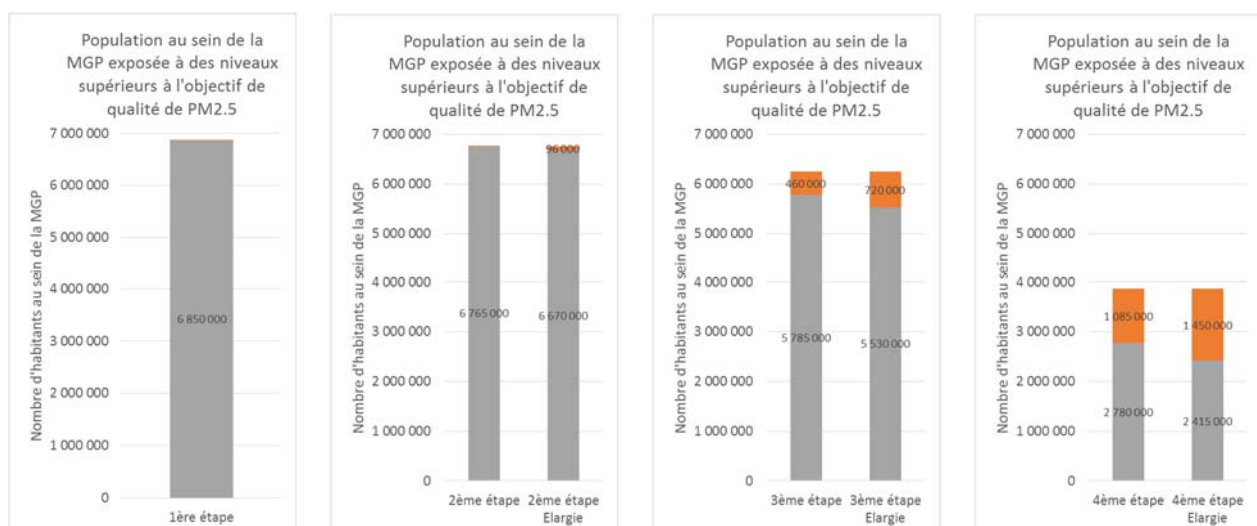 Population au sein de la
MGP exposée à des niveaux
supérieurs à l'objectif de
qualité de PM2.5
Nombre d'habitants au sein de la MGP
7 000 000
6 000 000
5 000 000
4 000 000
3 000 000
2 000 000
1 000 000
0
6 850 000
1ère étape
Population au sein de la
MGP exposée à des niveaux
supérieurs à l'objectif de
qualité de PM2.5
Nombre d'habitants au sein de la MGP
7 000 000
6 000 000
5 000 000
4 000 000
3 000 000
2 000 000
1 000 000
0
96 000
6 765 000
6 670 000
2ème étape
2ème étape
Elargie
Population au sein de la
MGP exposée à des niveaux
supérieurs à l'objectif de
qualité de PM2.5
Nombre d'habitants au sein de la MGP
7 000 000
6 000 000
5 000 000
4 000 000
3 000 000
2 000 000
1 000 000
0
460 000
720 000
5 785 000
5 530 000
3ème étape
3ème étape
Elargie
Population au sein de la
MGP exposée à des niveaux
supérieurs à l'objectif de
qualité de PM2.5
Nombre d'habitants au sein de la MGP
7 000 000
6 000 000
5 000 000
4 000 000
3 000 000
2 000 000
1 000 000
0
1 085 000
1 450 000
2 780 000
2 415 000
4ème étape
4ème étape
Elargie